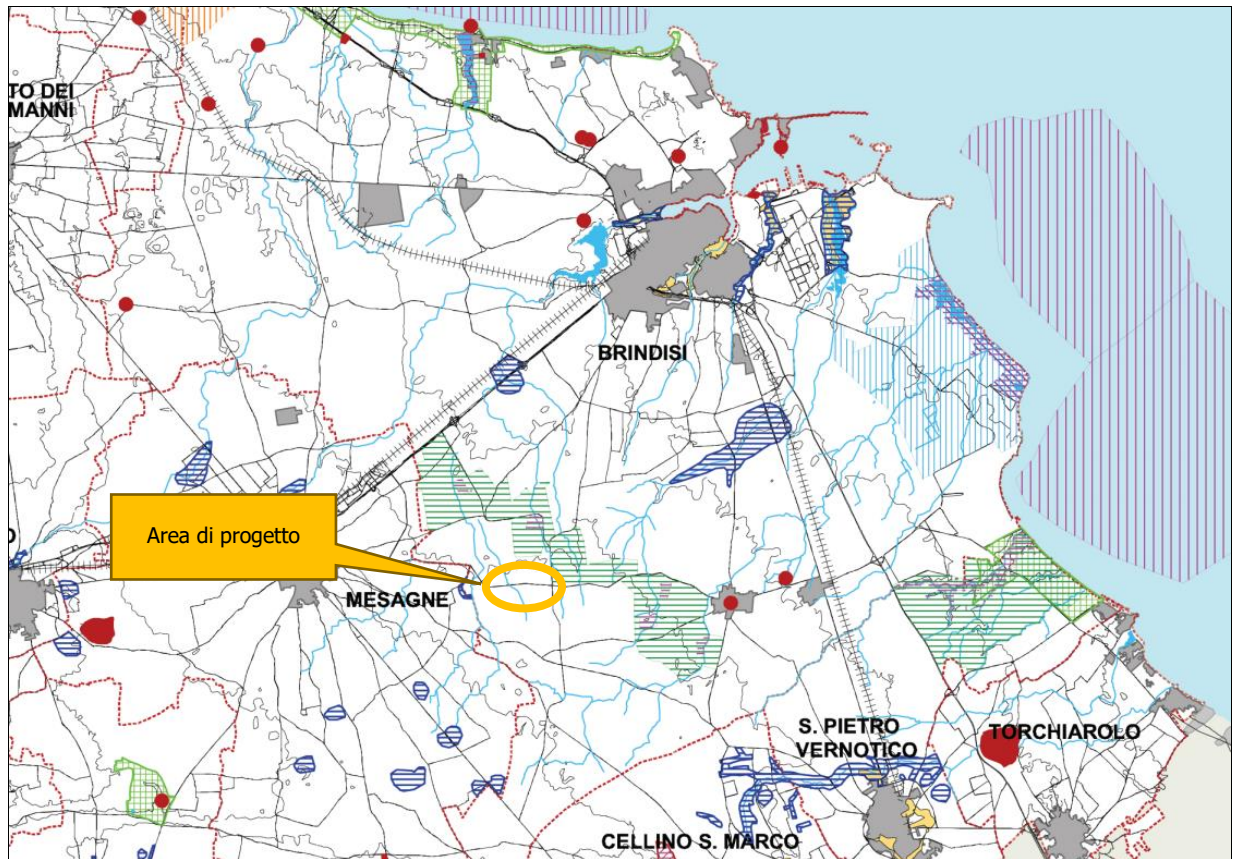 TO DEI
MANNI
BRINDISI
Area di progetto
MESAGNE
S. PIETRO
VERNOTICO
TORCHIAROLO
CELLINO S. MARCO